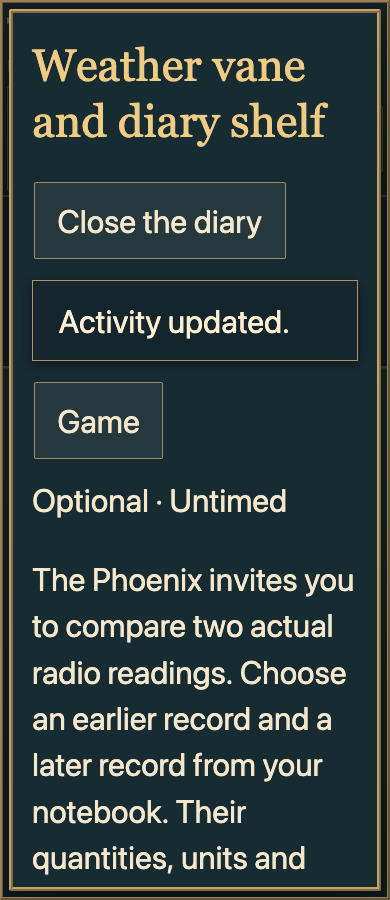 Weather vane
and diary shelf
Close the diary
Activity updated.
Game
Optional · Untimed
The Phoenix invites you
to compare two actual
radio readings. Choose
an earlier record and a
later record from your
notebook. Their
quantities, units and